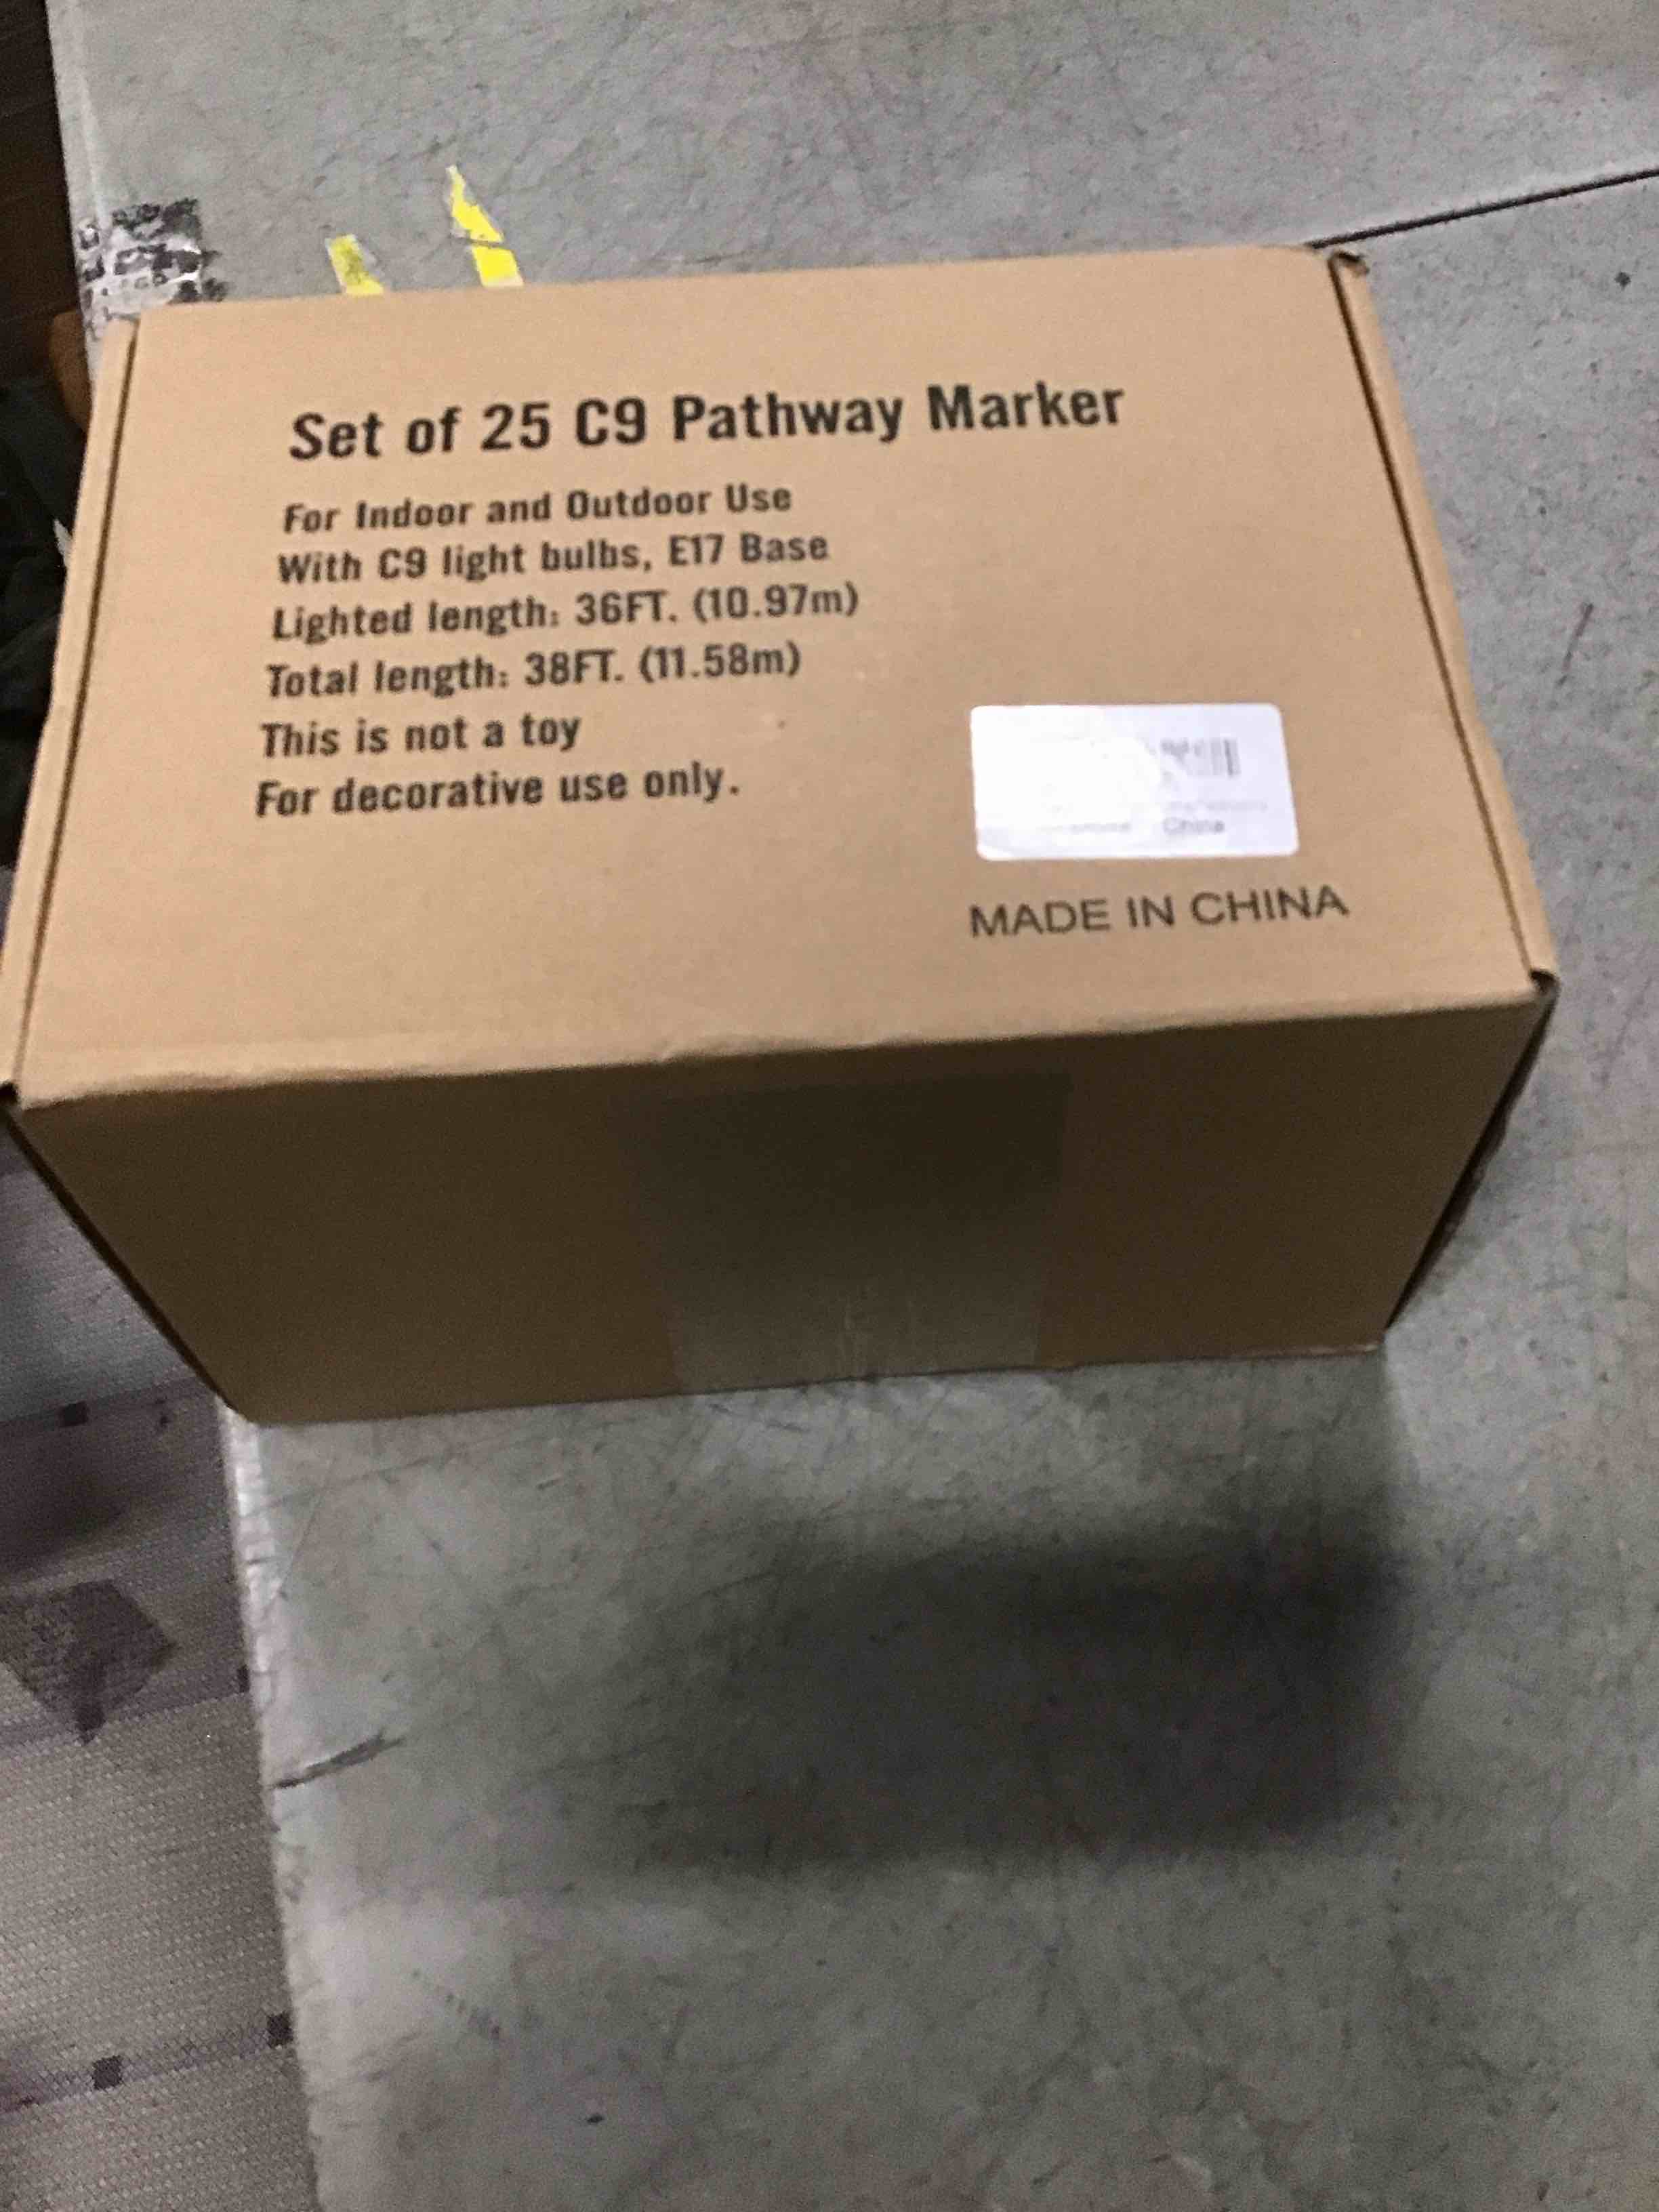 Set of 25 C9 Pathway Marker
For Indoor and Outdoor Use
With C9 light bulbs, E17 Base
Lighted length: 36FT. (10.97m)
Total length: 38FT. (11.58m)
This is not a toy
For decorative use only.
China
MADE IN CHINA